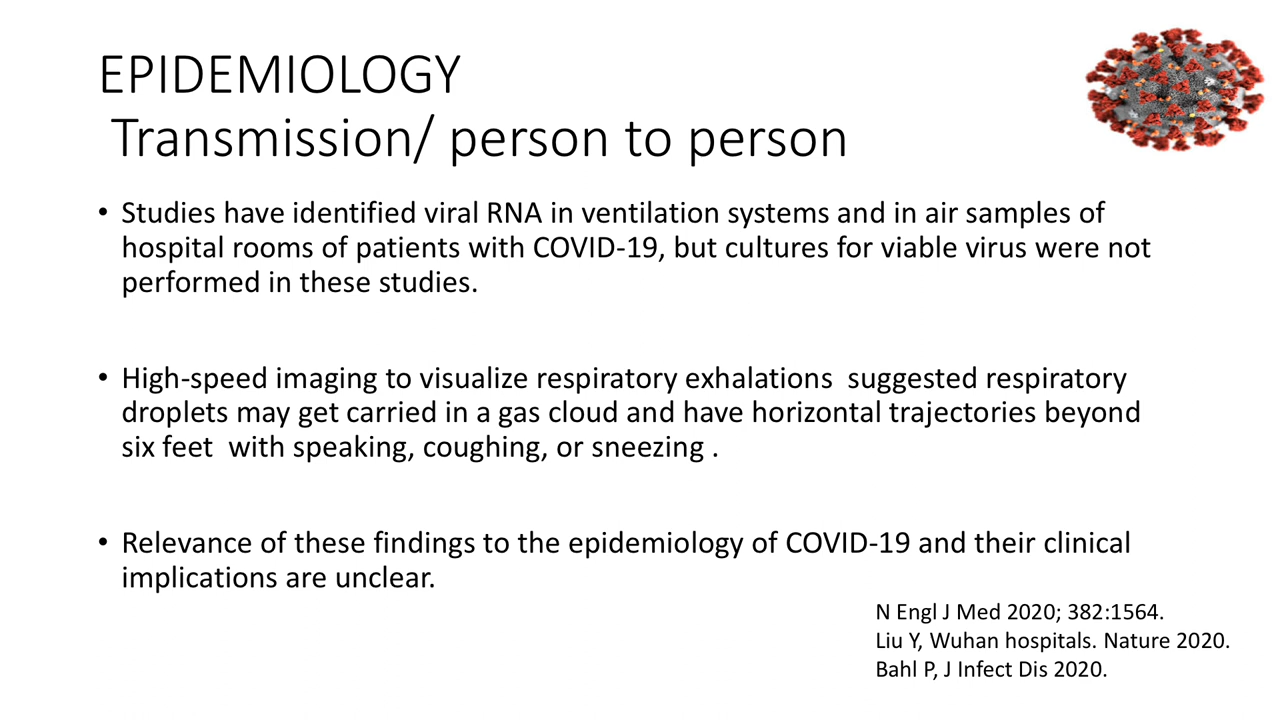 EPIDEMIOLOGY
Transmission/ person to person
• Studies have identified viral RNA in ventilation systems and in air samples of
hospital rooms of patients with COVID-19, but cultures for viable virus were not
performed in these studies.
• High-speed imaging to visualize respiratory exhalations  suggested respiratory
droplets may get carried in a gas cloud and have horizontal trajectories beyond
six feet  with speaking, coughing, or sneezing .
• Relevance of these findings to the epidemiology of COVID-19 and their clinical
implications are unclear.
N Engl J Med 2020; 382:1564.
Liu Y, Wuhan hospitals. Nature 2020.
Bahl P, J Infect Dis 2020.